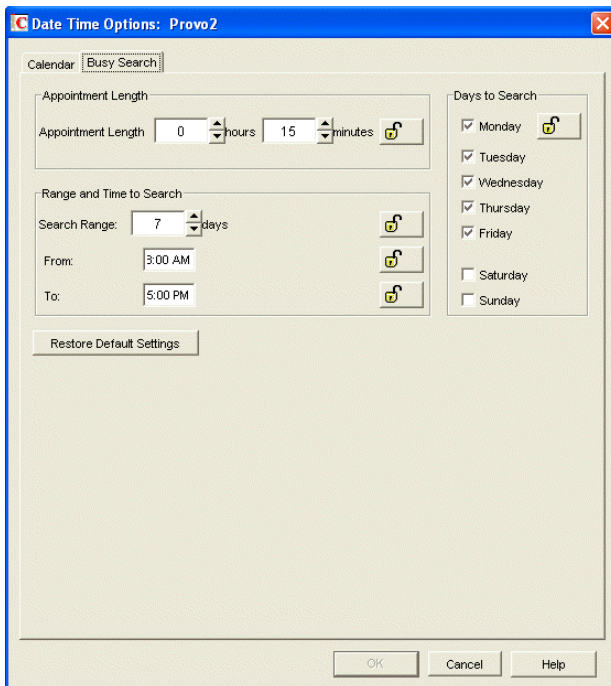 Date Time Options: Provo2
Calendar
Busy Search
Appointment Length
Appointment Length 0 hours 15 minutes
Range and Time to Search
Search Range: 7 days
From: 8:00 AM
To: 5:00 PM
Days to Search
Monday
Tuesday
Wednesday
Thursday
Friday
Saturday
Sunday
Restore Default Settings
OK Cancel Help